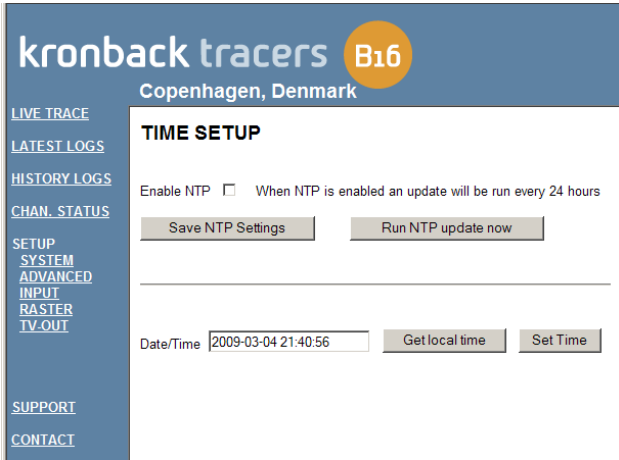 kronback tracers B16
Copenhagen, Denmark
LIVE TRACE
LATEST LOGS
HISTORY LOGS
CHAN. STATUS
SETUP
SYSTEM
ADVANCED
INPUT
RASTER
TV-OUT
SUPPORT
CONTACT
TIME SETUP
Enable NTP When NTP is enabled an update will be run every 24 hours
Save NTP Settings Run NTP update now
Date/Time 2009-03-04 21:40:56 Get local time Set Time